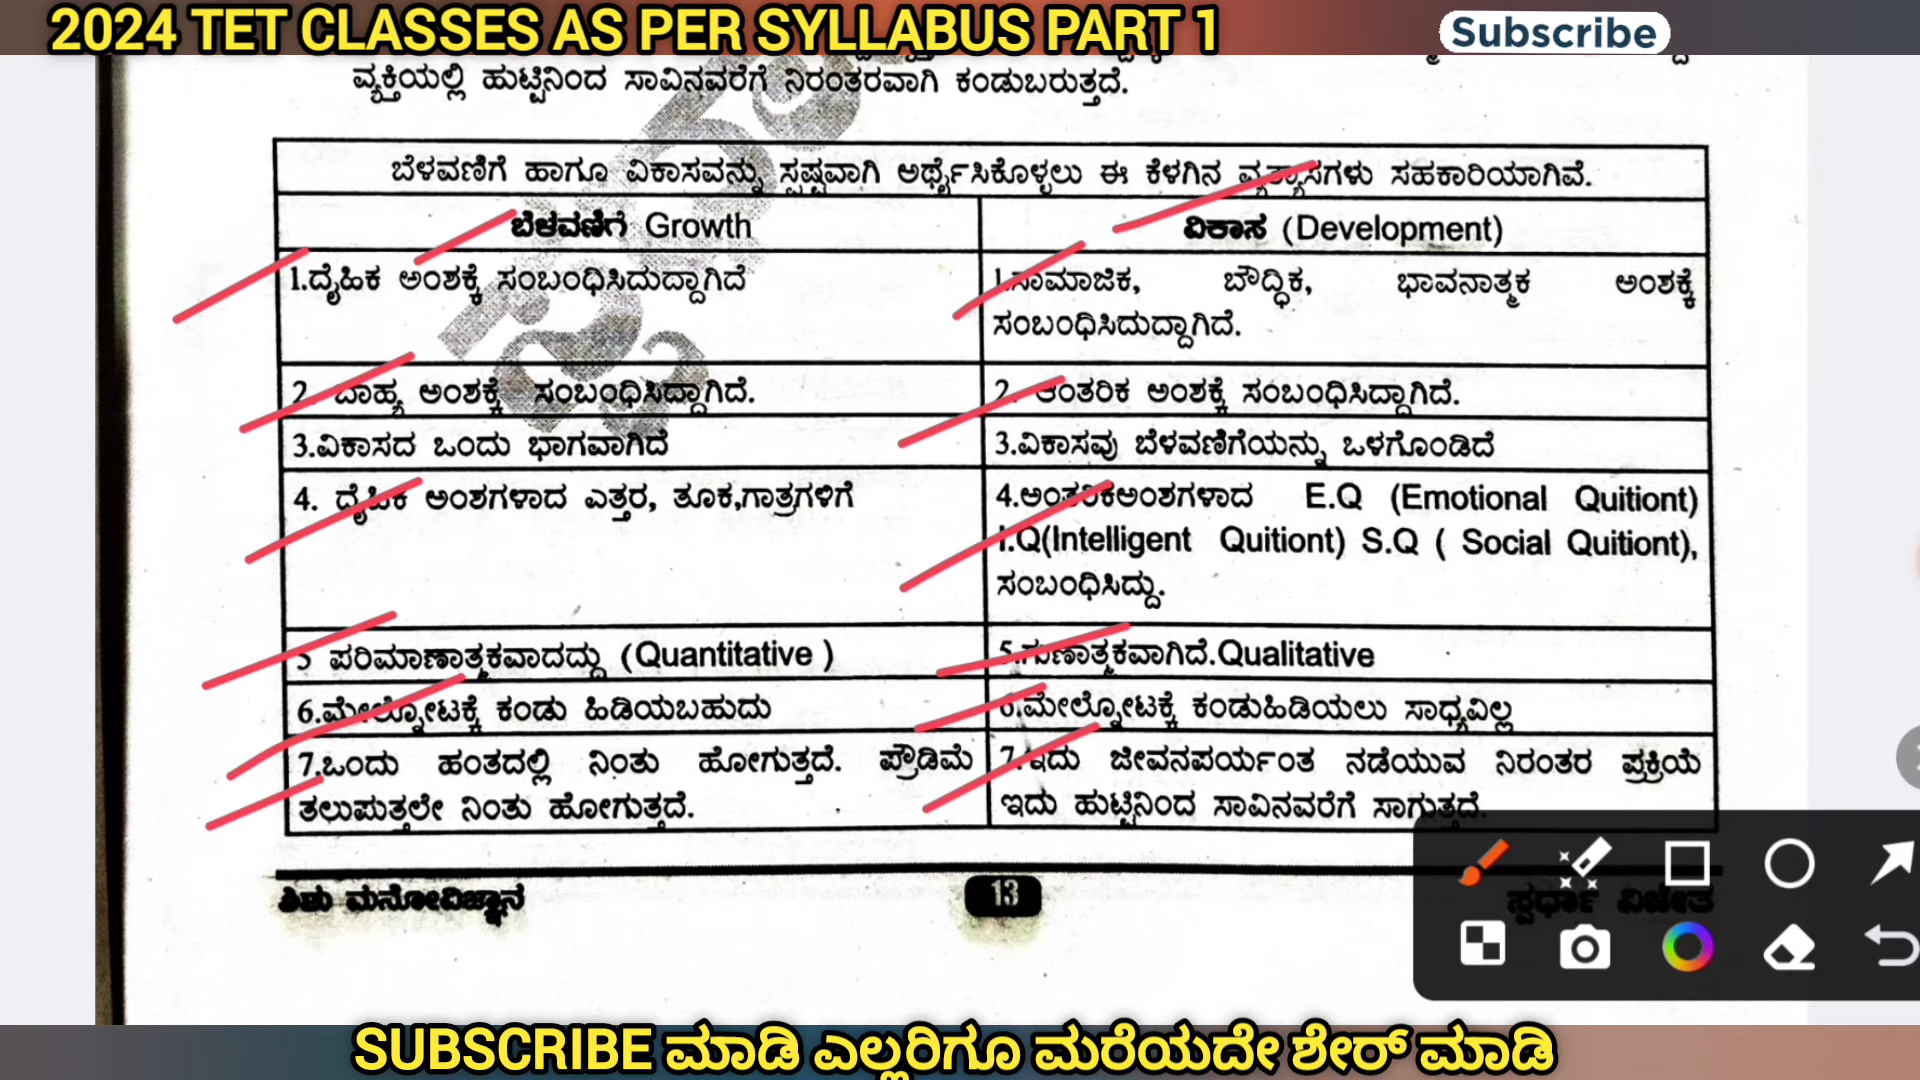 2024 TET CLASSES AS PER SYLLABUS PART 1
Subscribe
ವ್ಯಕ್ತಿಯಲ್ಲಿ ಹುಟ್ಟಿನಿಂದ ಸಾವಿನವರೆಗೆ ನಿರಂತರವಾಗಿ ಕಂಡುಬರುತ್ತದೆ.
ಬೆಳವಣಿಗೆ ಹಾಗೂ ವಿಕಾಸವನ್ನು ಸ್ಪಷ್ಟವಾಗಿ ಅರ್ಥೈಸಿಕೊಳ್ಳಲು ಈ ಕೆಳಗಿನ ವ್ಯತ್ಯಾಸಗಳು ಸಹಕಾರಿಯಾಗಿವೆ.
ಬೆಳವಣಿಗೆ Growth
ವಿಕಾಸ (Development)
1.ದೈಹಿಕ ಅಂಶಕ್ಕೆ ಸಂಬಂಧಿಸಿದುದ್ದಾಗಿದೆ
1.ಸಾಮಾಜಿಕ, ಬೌದ್ಧಿಕ, ಭಾವನಾತ್ಮಕ ಅಂಶಕ್ಕೆ
ಸಂಬಂಧಿಸಿದುದ್ದಾಗಿದೆ.
2. ಬಾಹ್ಯ ಅಂಶಕ್ಕೆ ಸಂಬಂಧಿಸಿದ್ದಾಗಿದೆ.
2. ಆಂತರಿಕ ಅಂಶಕ್ಕೆ ಸಂಬಂಧಿಸಿದ್ದಾಗಿದೆ.
3.ವಿಕಾಸದ ಒಂದು ಭಾಗವಾಗಿದೆ
3.ವಿಕಾಸವು ಬೆಳವಣಿಗೆಯನ್ನು ಒಳಗೊಂಡಿದೆ
4. ದೈಹಿಕ ಅಂಶಗಳಾದ ಎತ್ತರ, ತೂಕ,ಗಾತ್ರಗಳಿಗೆ
4.ಅಂತರಿಕಅಂಶಗಳಾದ E.Q (Emotional Quitiont)
I.Q(Intelligent Quitiont) S.Q ( Social Quitiont),
ಸಂಬಂಧಿಸಿದ್ದು.
5 ಪರಿಮಾಣಾತ್ಮಕವಾದದ್ದು (Quantitative )
5.ಗುಣಾತ್ಮಕವಾಗಿದೆ.Qualitative
6.ಮೇಲ್ನೋಟಕ್ಕೆ ಕಂಡು ಹಿಡಿಯಬಹುದು
6.ಮೇಲ್ನೋಟಕ್ಕೆ ಕಂಡುಹಿಡಿಯಲು ಸಾಧ್ಯವಿಲ್ಲ
7.ಒಂದು ಹಂತದಲ್ಲಿ ನಿಂತು ಹೋಗುತ್ತದೆ. ಪ್ರೌಡಿಮೆ
ತಲುಪುತ್ತಲೇ ನಿಂತು ಹೋಗುತ್ತದೆ.
7.ಇದು ಜೀವನಪರ್ಯಂತ ನಡೆಯುವ ನಿರಂತರ ಪ್ರಕ್ರಿಯೆ
ಇದು ಹುಟ್ಟಿನಿಂದ ಸಾವಿನವರೆಗೆ ಸಾಗುತ್ತದೆ.
ಶಿಶು ಮನೋವಿಜ್ಞಾನ
13
ಸ್ಪರ್ಧಾ ವಿಜೇತ
SUBSCRIBE ಮಾಡಿ ಎಲ್ಲರಿಗೂ ಮರೆಯದೇ ಶೇರ್ ಮಾಡಿ